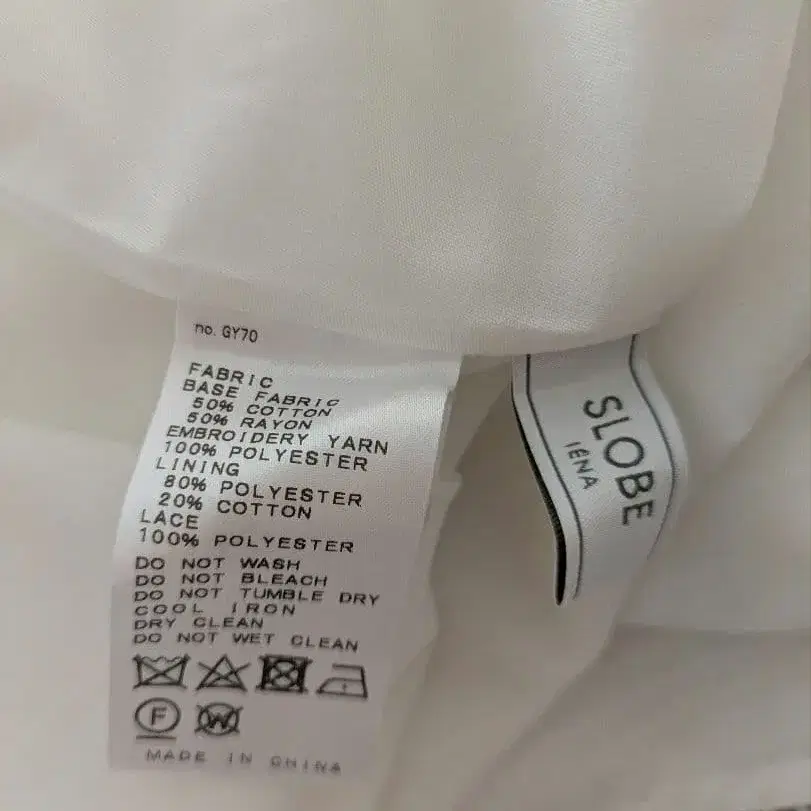 no. GY70
FABRIC
BASE FABRIC
50% COTTON
50% RAYON
EMBROIDERY YARN
100% POLYESTER
LINING
80% POLYESTER
20% COTTON
LACE
100% POLYESTER
DO NOT WASH
DO NOT BLEACH
DO NOT TUMBLE DRY
COOL IRON
DRY CLEAN
DO NOT WET CLEAN
F W
MADE IN CHINA
SLOBE
IÉNA